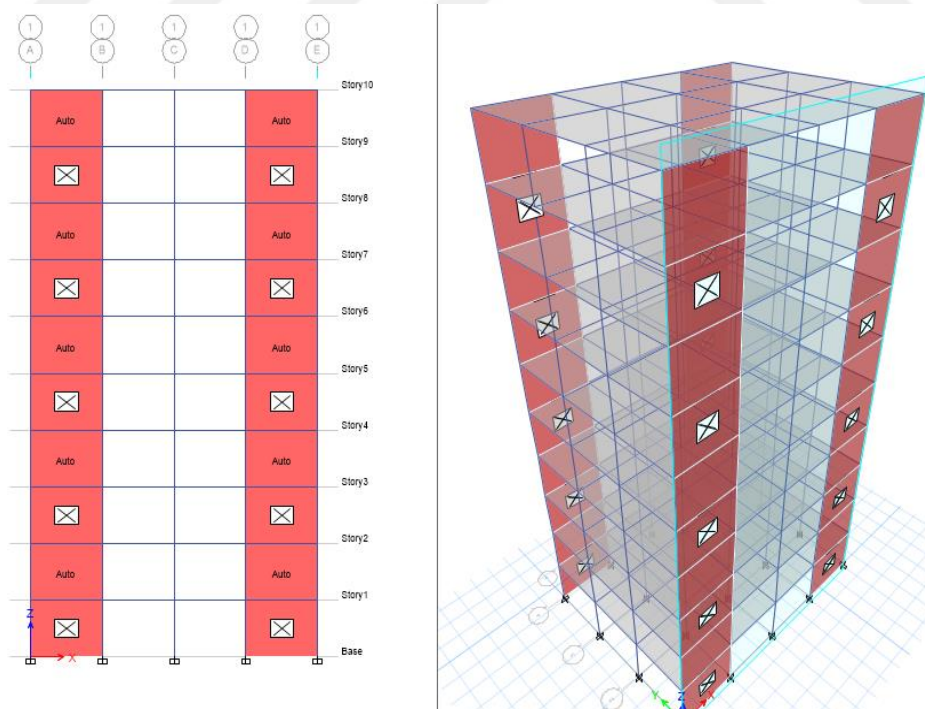 1 1 1 1 1
A B C D E
Story10
Auto Auto
Story9
Story8
Auto Auto
Story7
Story6
Auto Auto
Story5
Story4
Auto Auto
Story3
Story2
Auto Auto
Story1
Z
X
Base
Y Z X